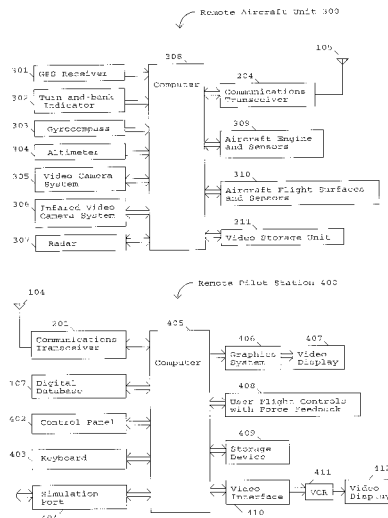 Remote Aircraft Unit 300
105
308
Computer
301
GPS Receiver
204
Communications
Transceiver
302
Turn-and-bank
Indicator
303
Gyrocompass
309
Aircraft Engine
and Sensors
304
Altimeter
305
Video Camera
System
310
Aircraft Flight Surfaces
and Sensors
306
Infrared Video
Camera System
311
Video Storage Unit
307
Radar
Remote Pilot Station 400
104
201
Communications
Transceiver
405
Computer
406
Graphics
System
407
Video
Display
107
Digital
Database
408
User Flight Controls
with Force Feedback
402
Control Panel
409
Storage
Device
403
Keyboard
Simulation
Port
Video
Interface
410
411
VCR
412
Video
Display